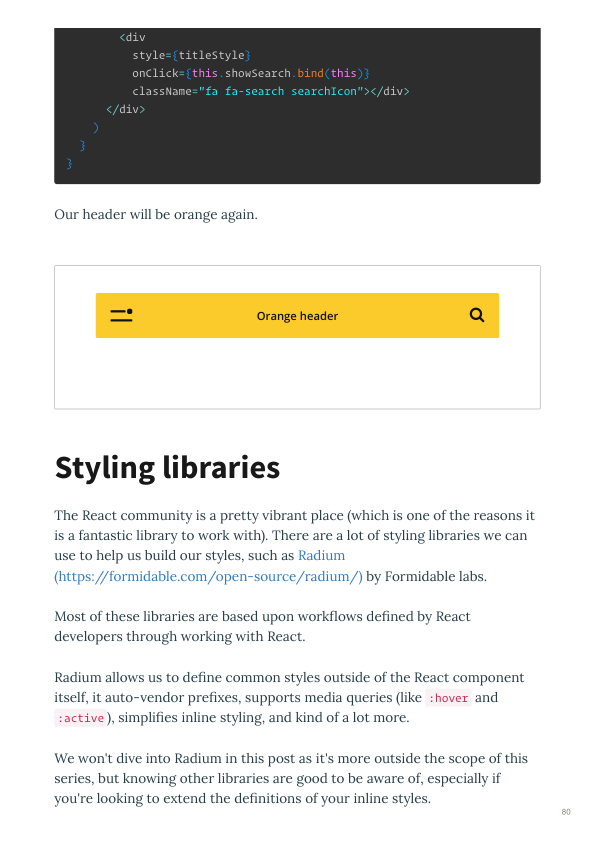 <div
style={titleStyle}
onClick={this.showSearch.bind(this)}
className="fa fa-search searchIcon"></div>
</div>
)
}
}
Our header will be orange again.
Orange header
Styling libraries
The React community is a pretty vibrant place (which is one of the reasons it
is a fantastic library to work with). There are a lot of styling libraries we can
use to help us build our styles, such as Radium
(https://formidable.com/open-source/radium/) by Formidable labs.
Most of these libraries are based upon workflows defined by React
developers through working with React.
Radium allows us to define common styles outside of the React component
itself, it auto-vendor prefixes, supports media queries (like :hover and
:active), simplifies inline styling, and kind of a lot more.
We won't dive into Radium in this post as it's more outside the scope of this
series, but knowing other libraries are good to be aware of, especially if
you're looking to extend the definitions of your inline styles.
80